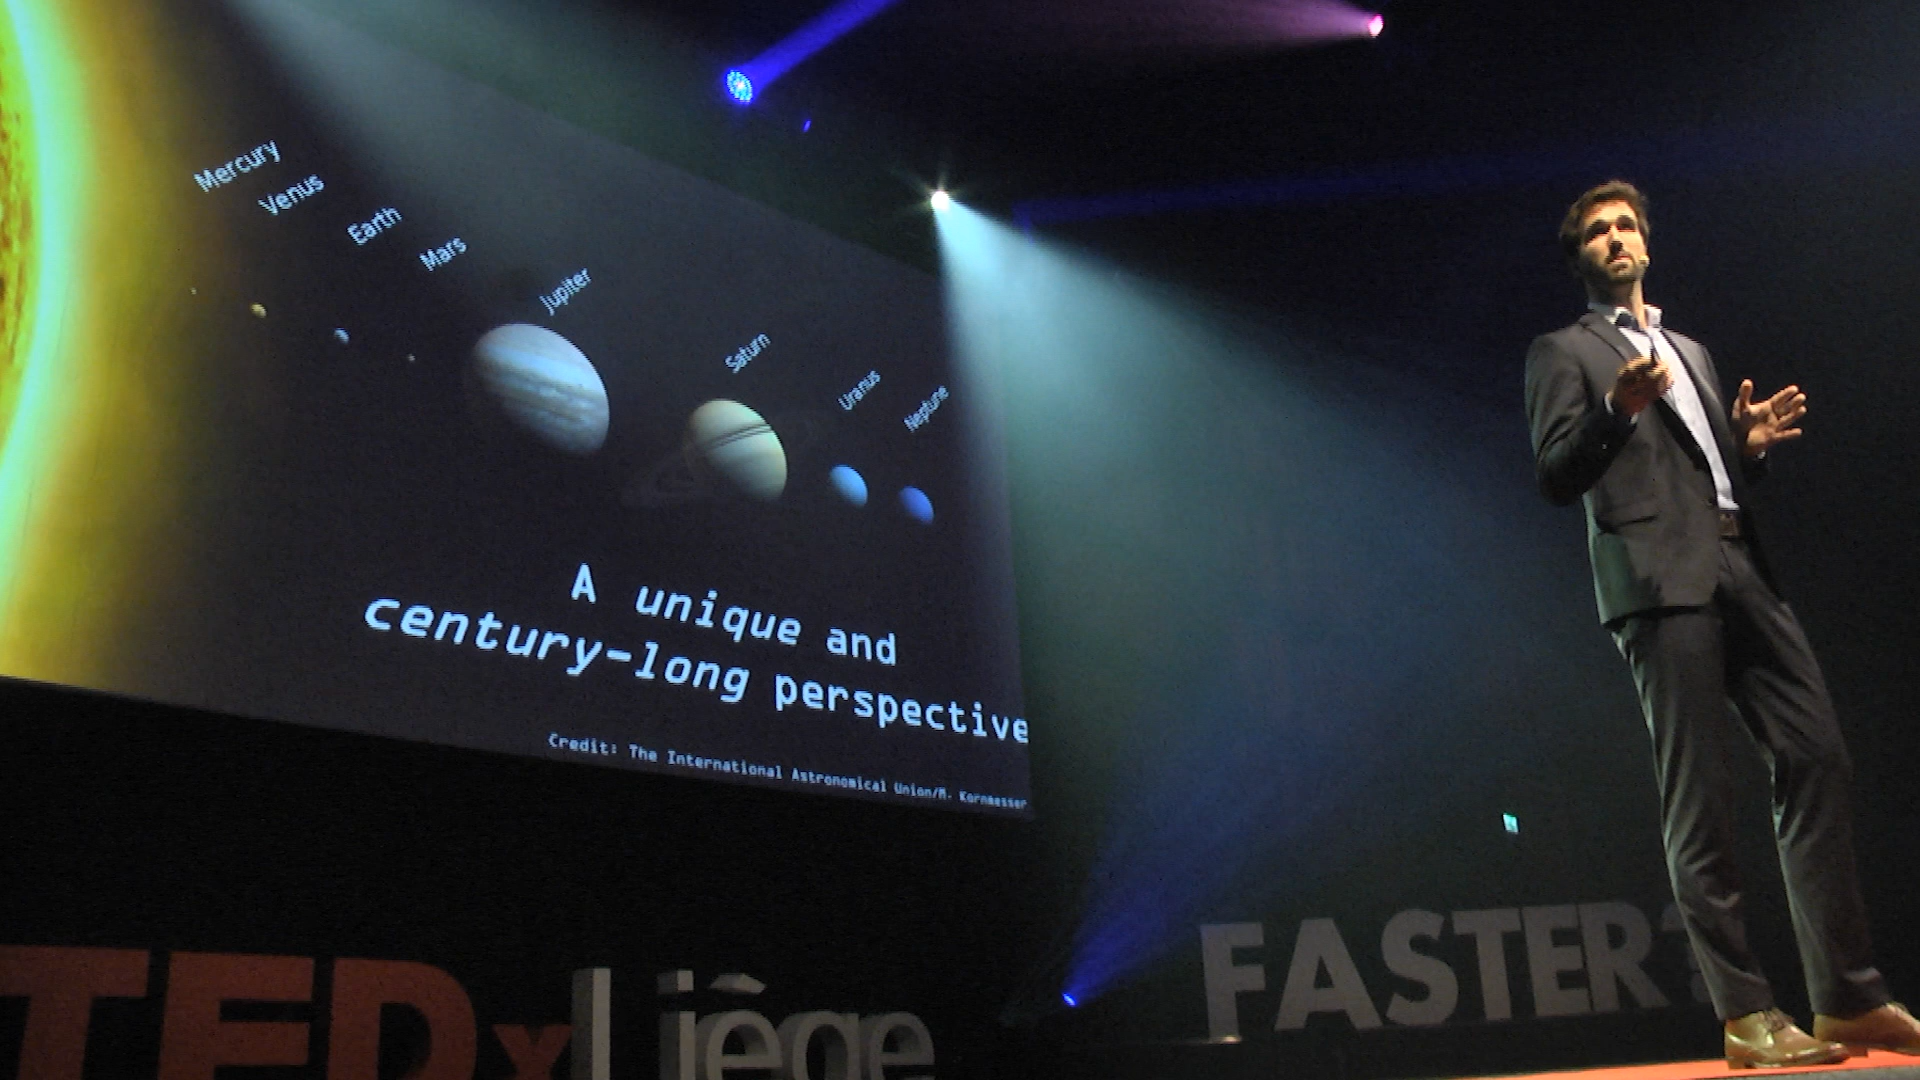 Mercury
Venus
Earth
Mars
Jupiter
Saturn
Uranus
Neptune
A unique and
century-long perspective
Credit: The International Astronomical Union/M. Kornmesser
TEDxLiège
FASTER?